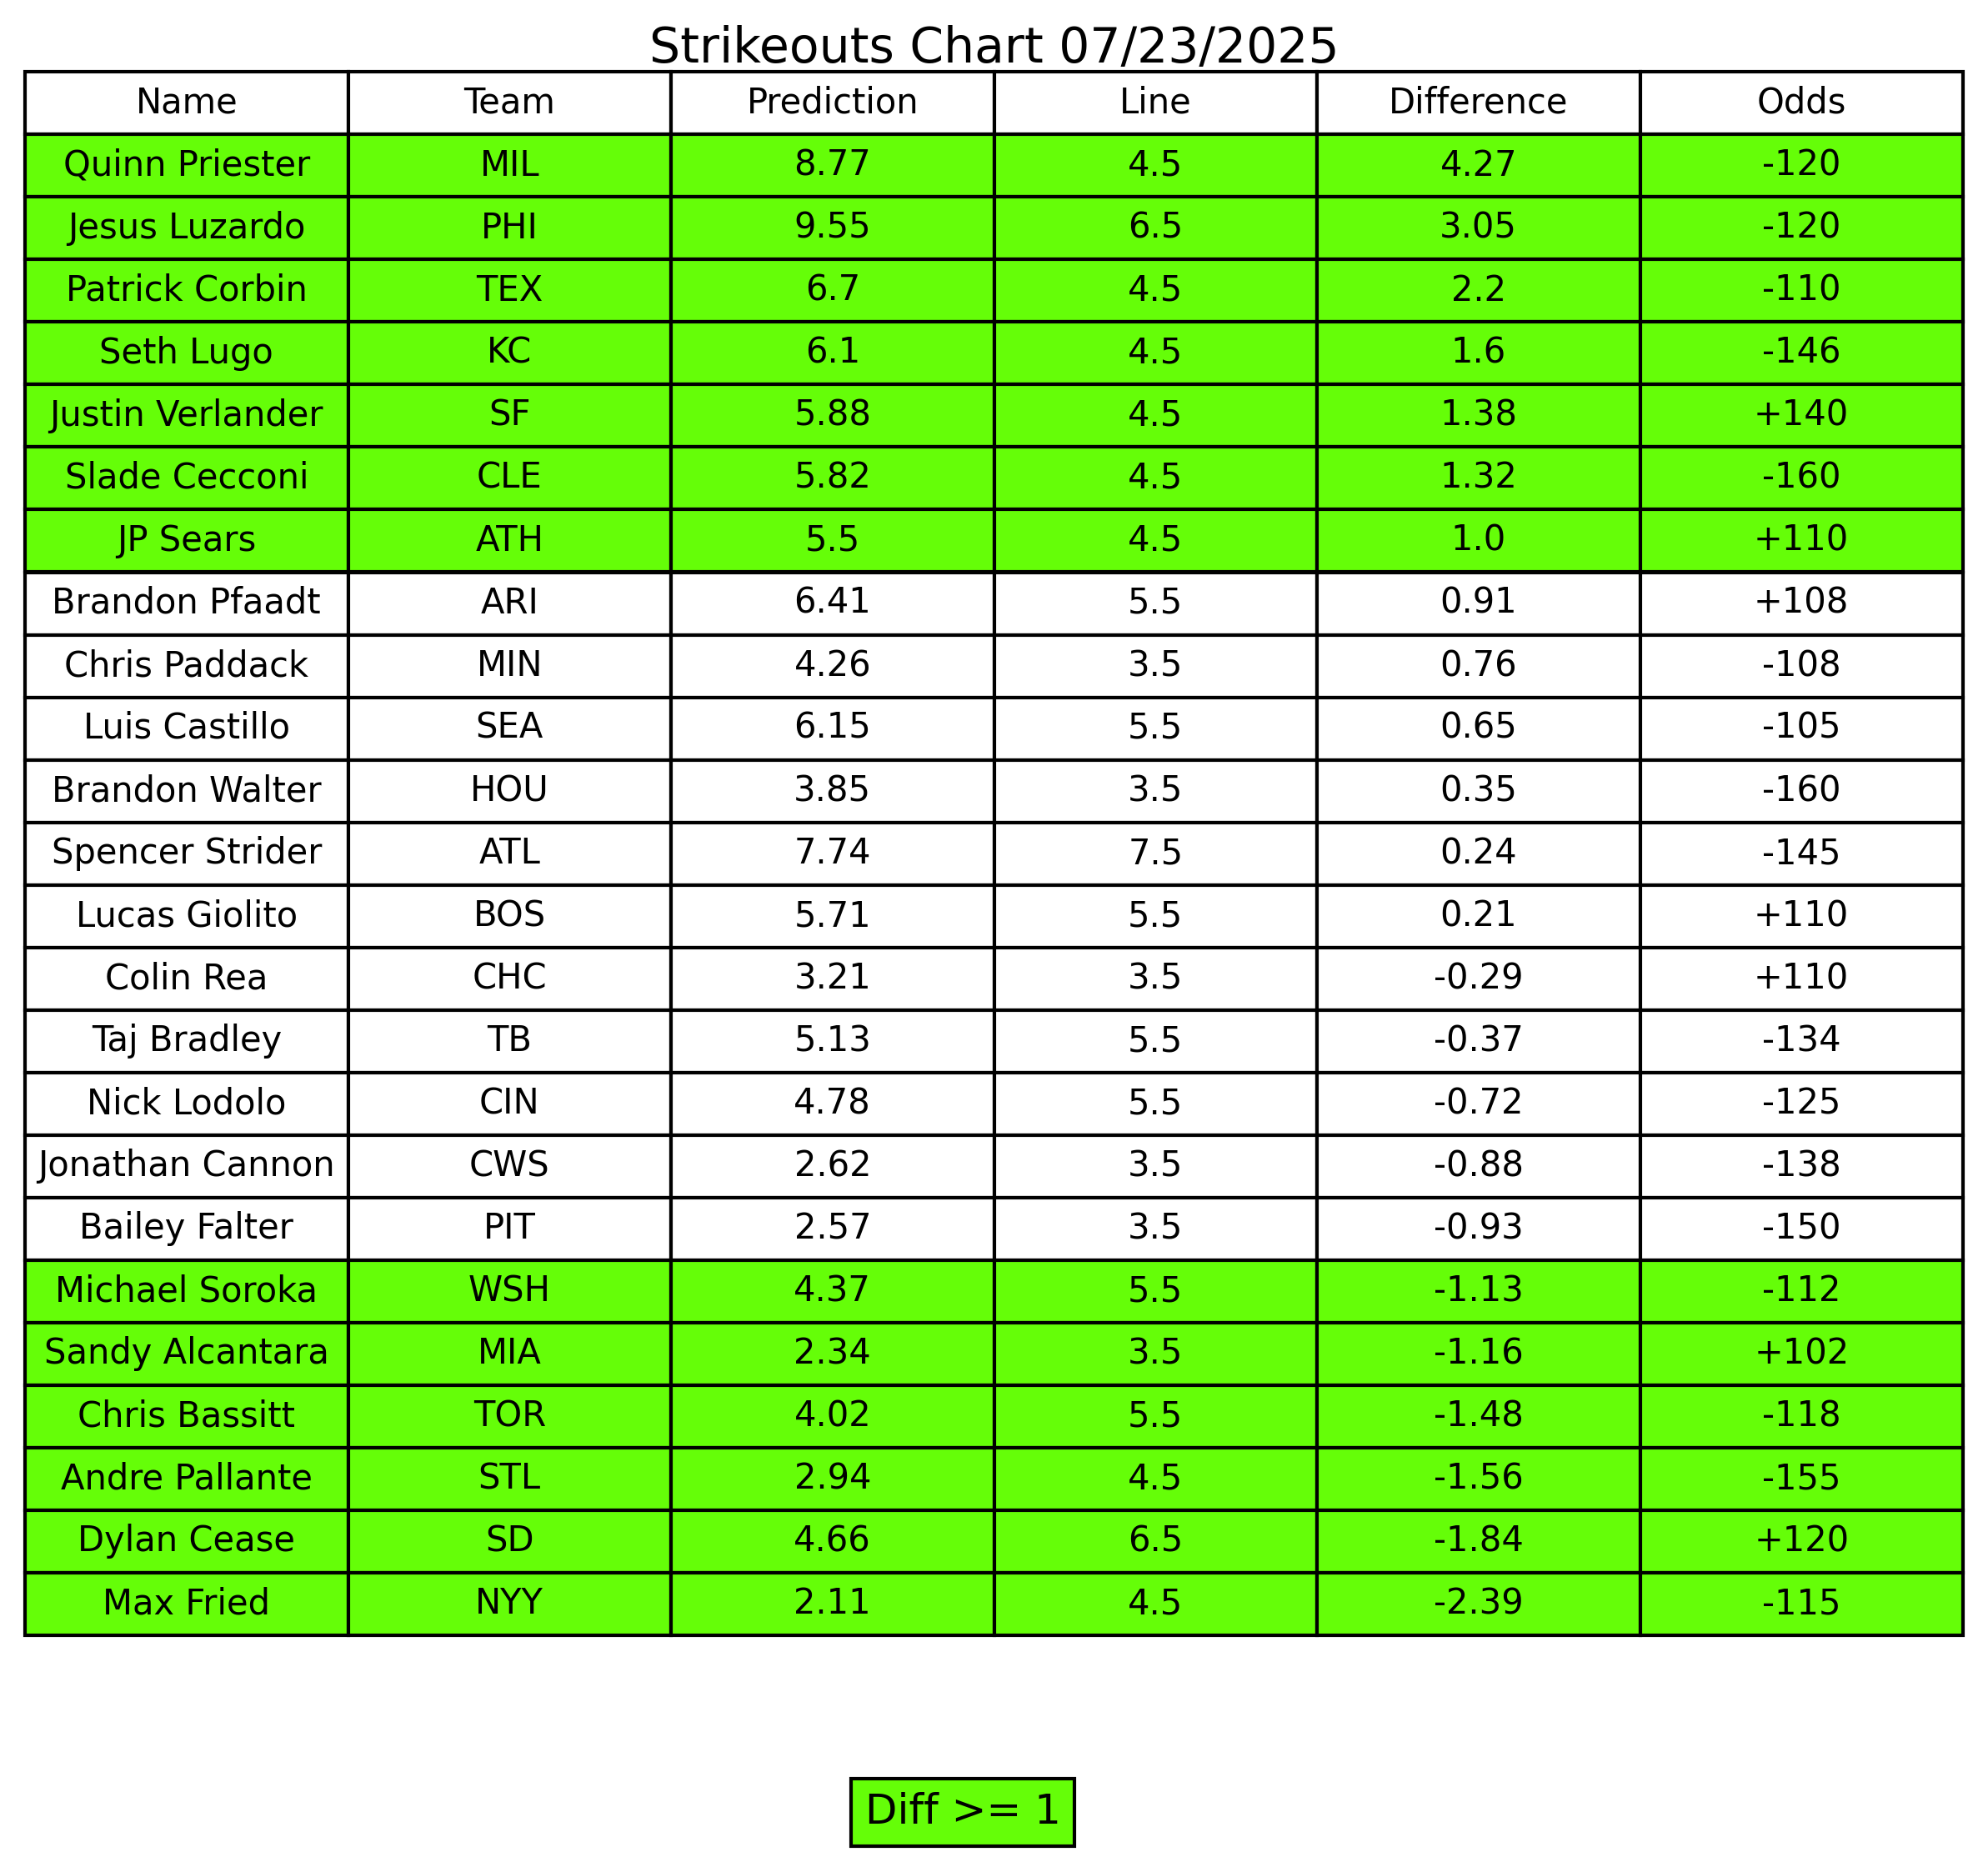 Strikeouts Chart 07/23/2025
Name Team Prediction Line Difference Odds
Quinn Priester MIL 8.77 4.5 4.27 -120
Jesus Luzardo PHI 9.55 6.5 3.05 -120
Patrick Corbin TEX 6.7 4.5 2.2 -110
Seth Lugo KC 6.1 4.5 1.6 -146
Justin Verlander SF 5.88 4.5 1.38 +140
Slade Cecconi CLE 5.82 4.5 1.32 -160
JP Sears ATH 5.5 4.5 1.0 +110
Brandon Pfaadt ARI 6.41 5.5 0.91 +108
Chris Paddack MIN 4.26 3.5 0.76 -108
Luis Castillo SEA 6.15 5.5 0.65 -105
Brandon Walter HOU 3.85 3.5 0.35 -160
Spencer Strider ATL 7.74 7.5 0.24 -145
Lucas Giolito BOS 5.71 5.5 0.21 +110
Colin Rea CHC 3.21 3.5 -0.29 +110
Taj Bradley TB 5.13 5.5 -0.37 -134
Nick Lodolo CIN 4.78 5.5 -0.72 -125
Jonathan Cannon CWS 2.62 3.5 -0.88 -138
Bailey Falter PIT 2.57 3.5 -0.93 -150
Michael Soroka WSH 4.37 5.5 -1.13 -112
Sandy Alcantara MIA 2.34 3.5 -1.16 +102
Chris Bassitt TOR 4.02 5.5 -1.48 -118
Andre Pallante STL 2.94 4.5 -1.56 -155
Dylan Cease SD 4.66 6.5 -1.84 +120
Max Fried NYY 2.11 4.5 -2.39 -115
Diff >= 1